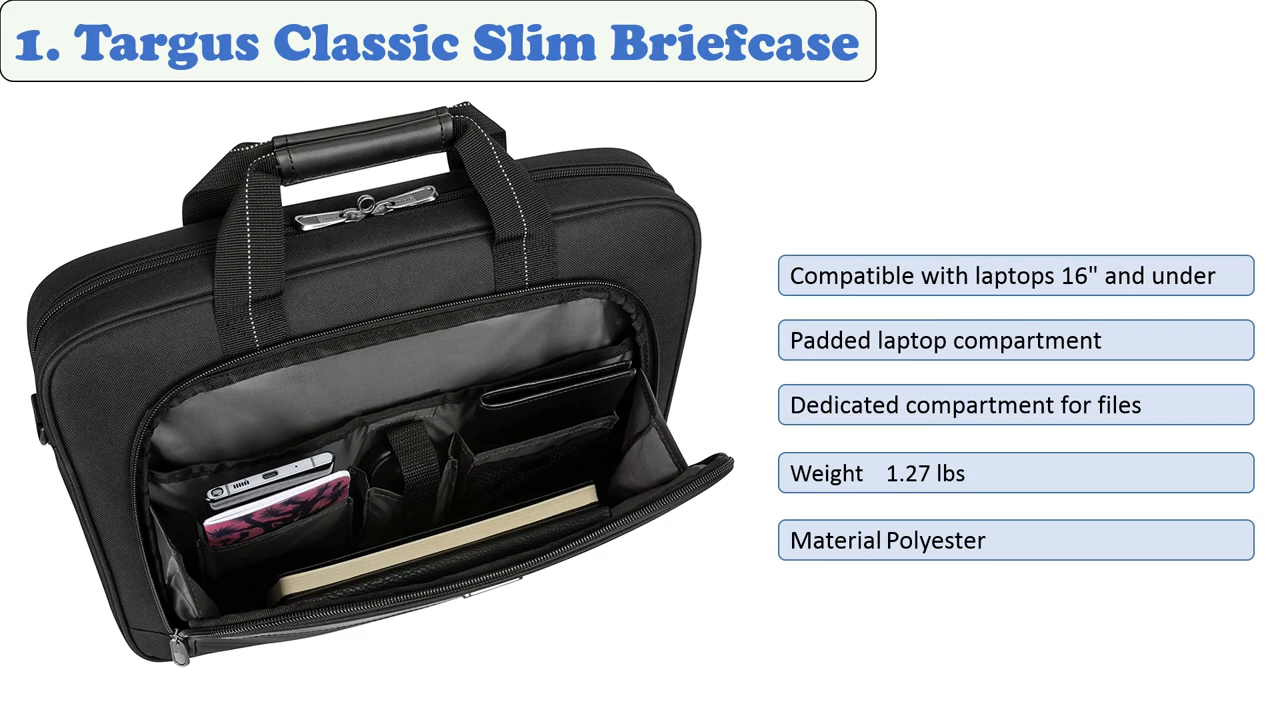 1. Targus Classic Slim Briefcase
Compatible with laptops 16" and under
Padded laptop compartment
Dedicated compartment for files
Weight 1.27 lbs
Material Polyester